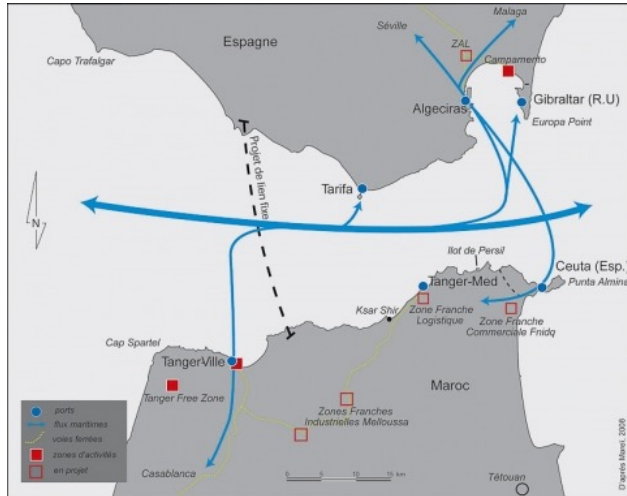 Malaga
Séville
Espagne
ZAL
Campamento
Capo Trafalgar
Algeciras
Gibraltar (R.U)
Europa Point
Projet de lien fixe
Tarifa
N
Ilot de Persil
Ceuta (Esp.)
Tanger-Med
Punta Almina
Zone Franche
Logistique
Ksar Shir
Zone Franche
Commerciale Fnidq
Cap Spartel
TangerVille
Maroc
Tanger Free Zone
Zones Franches
Industrielles Melloussa
ports
flux maritimes
voies ferrées
zones d'activités
en projet
Casablanca
0 5 10 15 km
Tétouan
D'après Mareï, 2008